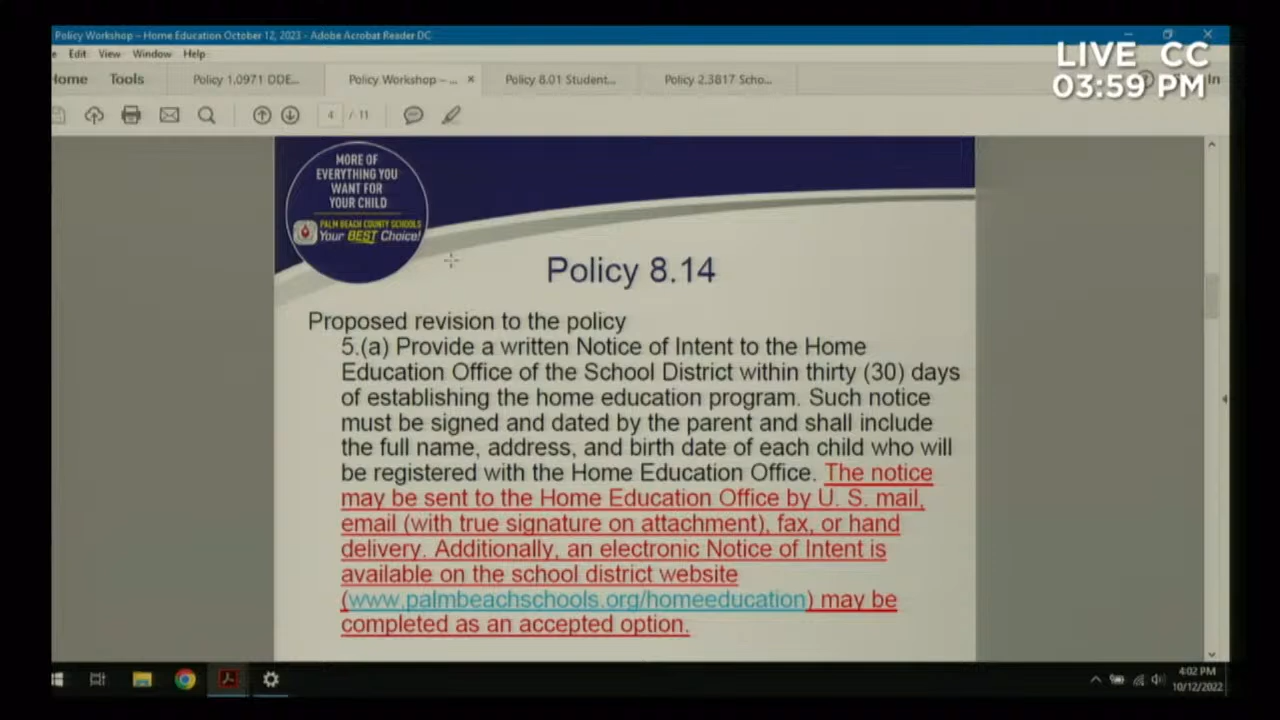 Policy Workshop – Home Education October 12, 2023 - Adobe Acrobat Reader DC
Edit View Window Help
LIVE CC
03:59 PM
Home Tools Policy 1.0971 DDE... Policy Workshop – ... × Policy 8.01 Student... Policy 2.3817 Scho... In
4 / 11
MORE OF
EVERYTHING YOU
WANT FOR
YOUR CHILD
PALM BEACH COUNTY SCHOOLS
Your BEST Choice!
Policy 8.14
Proposed revision to the policy
5.(a) Provide a written Notice of Intent to the Home
Education Office of the School District within thirty (30) days
of establishing the home education program. Such notice
must be signed and dated by the parent and shall include
the full name, address, and birth date of each child who will
be registered with the Home Education Office. The notice
may be sent to the Home Education Office by U. S. mail,
email (with true signature on attachment), fax, or hand
delivery. Additionally, an electronic Notice of Intent is
available on the school district website
(www.palmbeachschools.org/homeeducation) may be
completed as an accepted option.
4:02 PM
10/12/2022